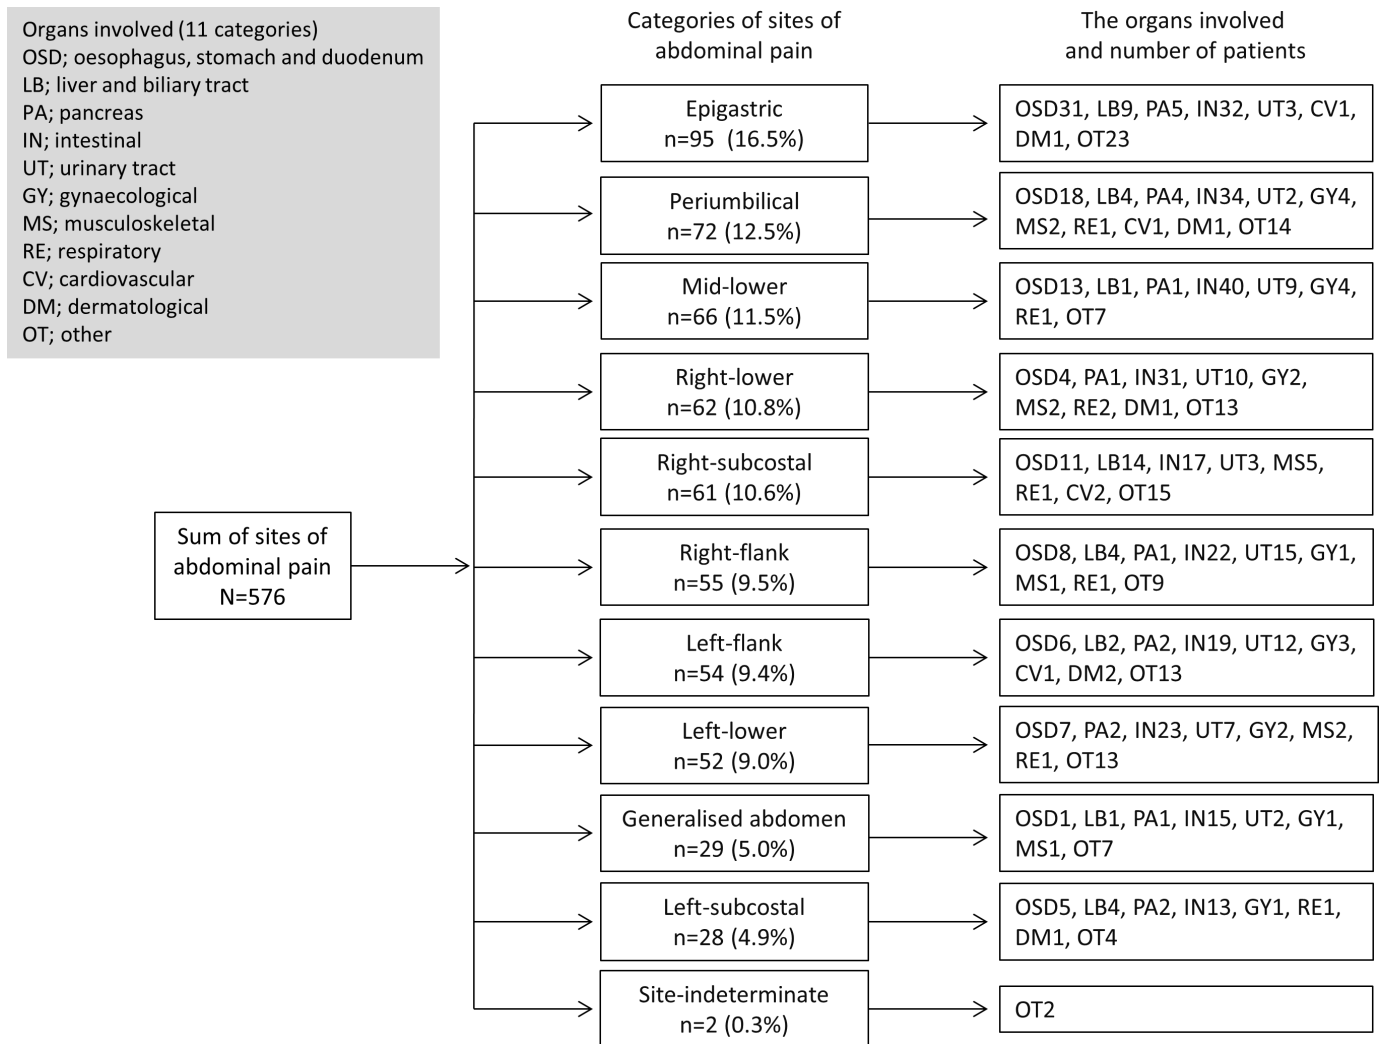 Organs involved (11 categories)
OSD; oesophagus, stomach and duodenum
LB; liver and biliary tract
PA; pancreas
IN; intestinal
UT; urinary tract
GY; gynaecological
MS; musculoskeletal
RE; respiratory
CV; cardiovascular
DM; dermatological
OT; other
Sum of sites of
abdominal pain
N=576
Categories of sites of
abdominal pain
The organs involved
and number of patients
Epigastric
n=95 (16.5%)
OSD31, LB9, PA5, IN32, UT3, CV1,
DM1, OT23
Periumbilical
n=72 (12.5%)
OSD18, LB4, PA4, IN34, UT2, GY4,
MS2, RE1, CV1, DM1, OT14
Mid-lower
n=66 (11.5%)
OSD13, LB1, PA1, IN40, UT9, GY4,
RE1, OT7
Right-lower
n=62 (10.8%)
OSD4, PA1, IN31, UT10, GY2,
MS2, RE2, DM1, OT13
Right-subcostal
n=61 (10.6%)
OSD11, LB14, IN17, UT3, MS5,
RE1, CV2, OT15
Right-flank
n=55 (9.5%)
OSD8, LB4, PA1, IN22, UT15, GY1,
MS1, RE1, OT9
Left-flank
n=54 (9.4%)
OSD6, LB2, PA2, IN19, UT12, GY3,
CV1, DM2, OT13
Left-lower
n=52 (9.0%)
OSD7, PA2, IN23, UT7, GY2, MS2,
RE1, OT13
Generalised abdomen
n=29 (5.0%)
OSD1, LB1, PA1, IN15, UT2, GY1,
MS1, OT7
Left-subcostal
n=28 (4.9%)
OSD5, LB4, PA2, IN13, GY1, RE1,
DM1, OT4
Site-indeterminate
n=2 (0.3%)
OT2